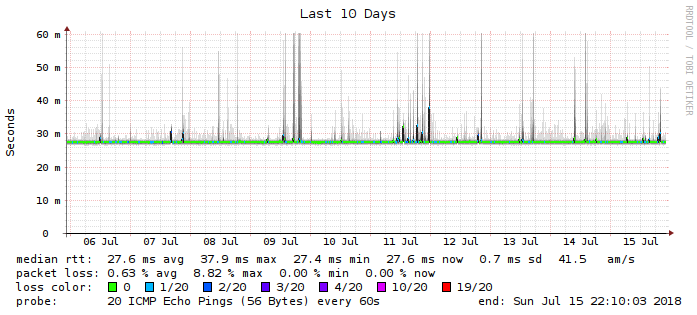 Last 10 Days
RRDTOOL / TOBI OETIKER
Seconds
60 m
50 m
40 m
30 m
20 m
10 m
0
06 Jul 07 Jul 08 Jul 09 Jul 10 Jul 11 Jul 12 Jul 13 Jul 14 Jul 15 Jul
median rtt: 27.6 ms avg 37.9 ms max 27.4 ms min 27.6 ms now 0.7 ms sd 41.5 am/s
packet loss: 0.63 % avg 8.82 % max 0.00 % min 0.00 % now
loss color: 0 1/20 2/20 3/20 4/20 10/20 19/20
probe: 20 ICMP Echo Pings (56 Bytes) every 60s end: Sun Jul 15 22:10:03 2018